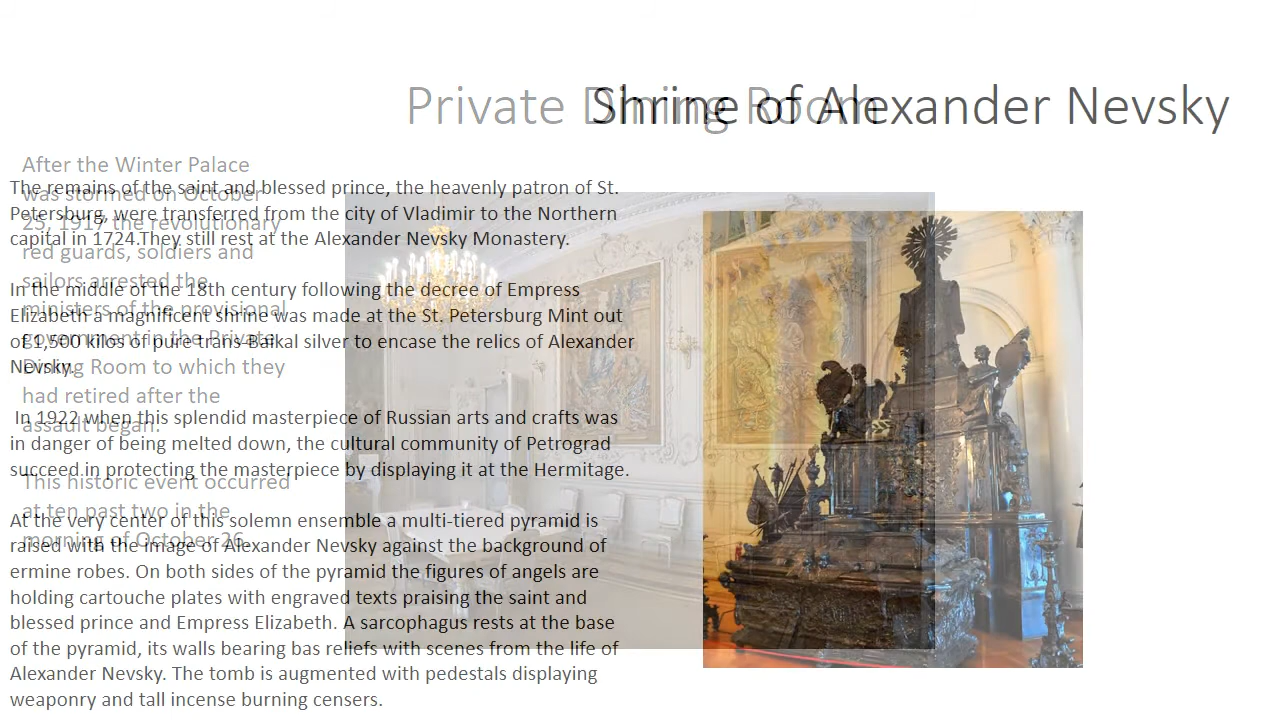 Private Dining Room
Shrine of Alexander Nevsky
After the Winter Palace
was stormed on October
25, 1917 the revolutionary
red guards, soldiers and
sailors arrested the
ministers of the provisional
government in the Private
Dining Room to which they
had retired after the
assault began.
This historic event occurred
at ten past two in the
morning of October 26.
The remains of the saint and blessed prince, the heavenly patron of St.
Petersburg, were transferred from the city of Vladimir to the Northern
capital in 1724.They still rest at the Alexander Nevsky Monastery.
In the middle of the 18th century following the decree of Empress
Elizabeth a magnificent shrine was made at the St. Petersburg Mint out
of 1,500 kilos of pure trans-Baikal silver to encase the relics of Alexander
Nevsky.
In 1922 when this splendid masterpiece of Russian arts and crafts was
in danger of being melted down, the cultural community of Petrograd
succeed in protecting the masterpiece by displaying it at the Hermitage.
At the very center of this solemn ensemble a multi-tiered pyramid is
raised with the image of Alexander Nevsky against the background of
ermine robes. On both sides of the pyramid the figures of angels are
holding cartouche plates with engraved texts praising the saint and
blessed prince and Empress Elizabeth. A sarcophagus rests at the base
of the pyramid, its walls bearing bas reliefs with scenes from the life of
Alexander Nevsky. The tomb is augmented with pedestals displaying
weaponry and tall incense burning censers.